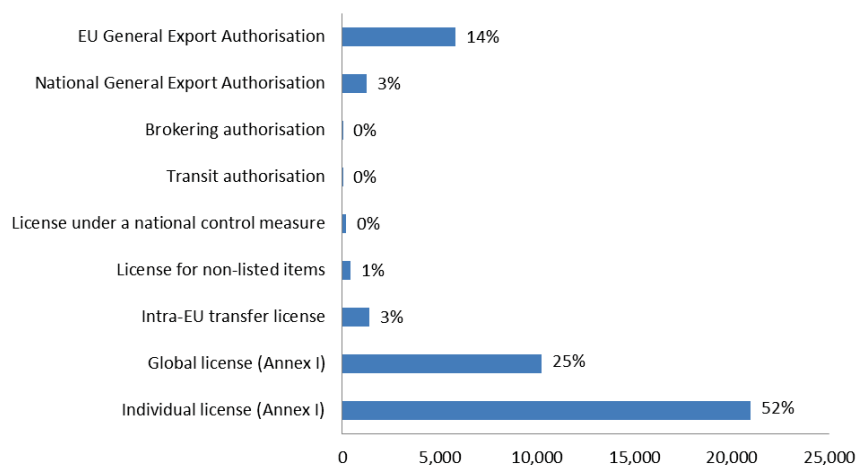 EU General Export Authorisation 14%
National General Export Authorisation 3%
Brokering authorisation 0%
Transit authorisation 0%
License under a national control measure 0%
License for non-listed items 1%
Intra-EU transfer license 3%
Global license (Annex I) 25%
Individual license (Annex I) 52%
0 5,000 10,000 15,000 20,000 25,000